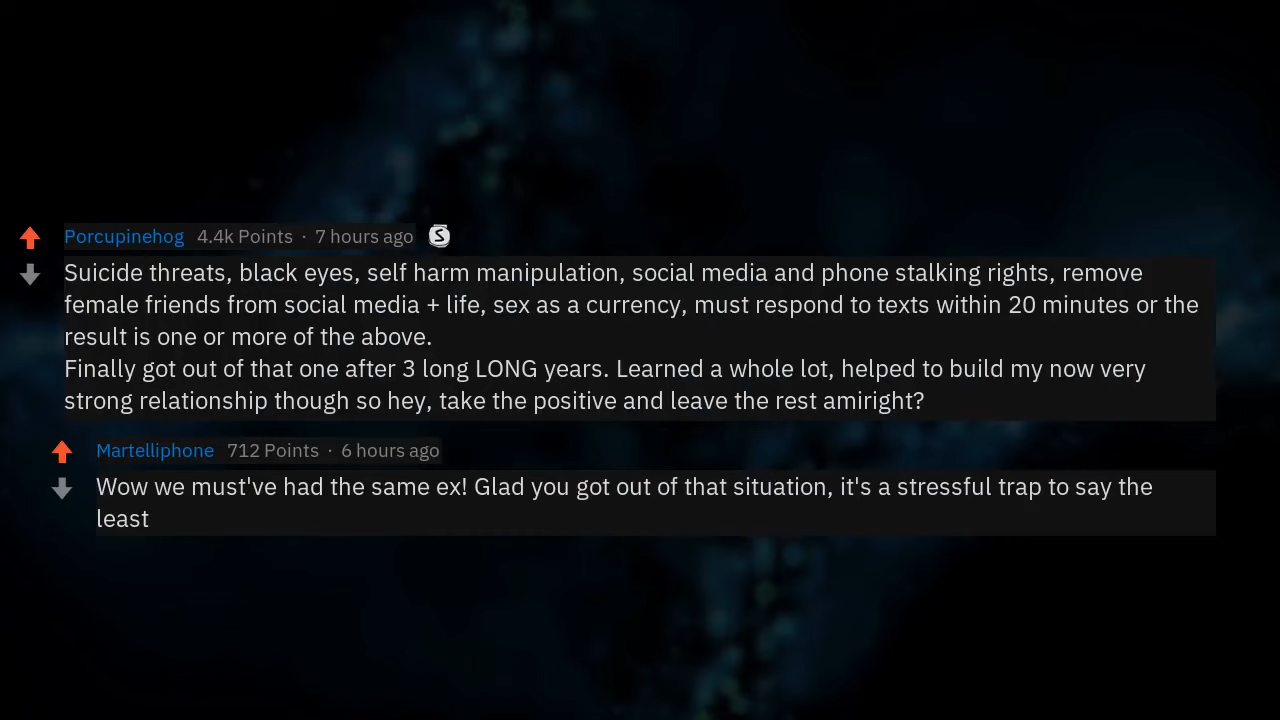 Porcupinehog 4.4k Points · 7 hours ago S
Suicide threats, black eyes, self harm manipulation, social media and phone stalking rights, remove
female friends from social media + life, sex as a currency, must respond to texts within 20 minutes or the
result is one or more of the above.
Finally got out of that one after 3 long LONG years. Learned a whole lot, helped to build my now very
strong relationship though so hey, take the positive and leave the rest amiright?
Martelliphone 712 Points · 6 hours ago
Wow we must've had the same ex! Glad you got out of that situation, it's a stressful trap to say the
least